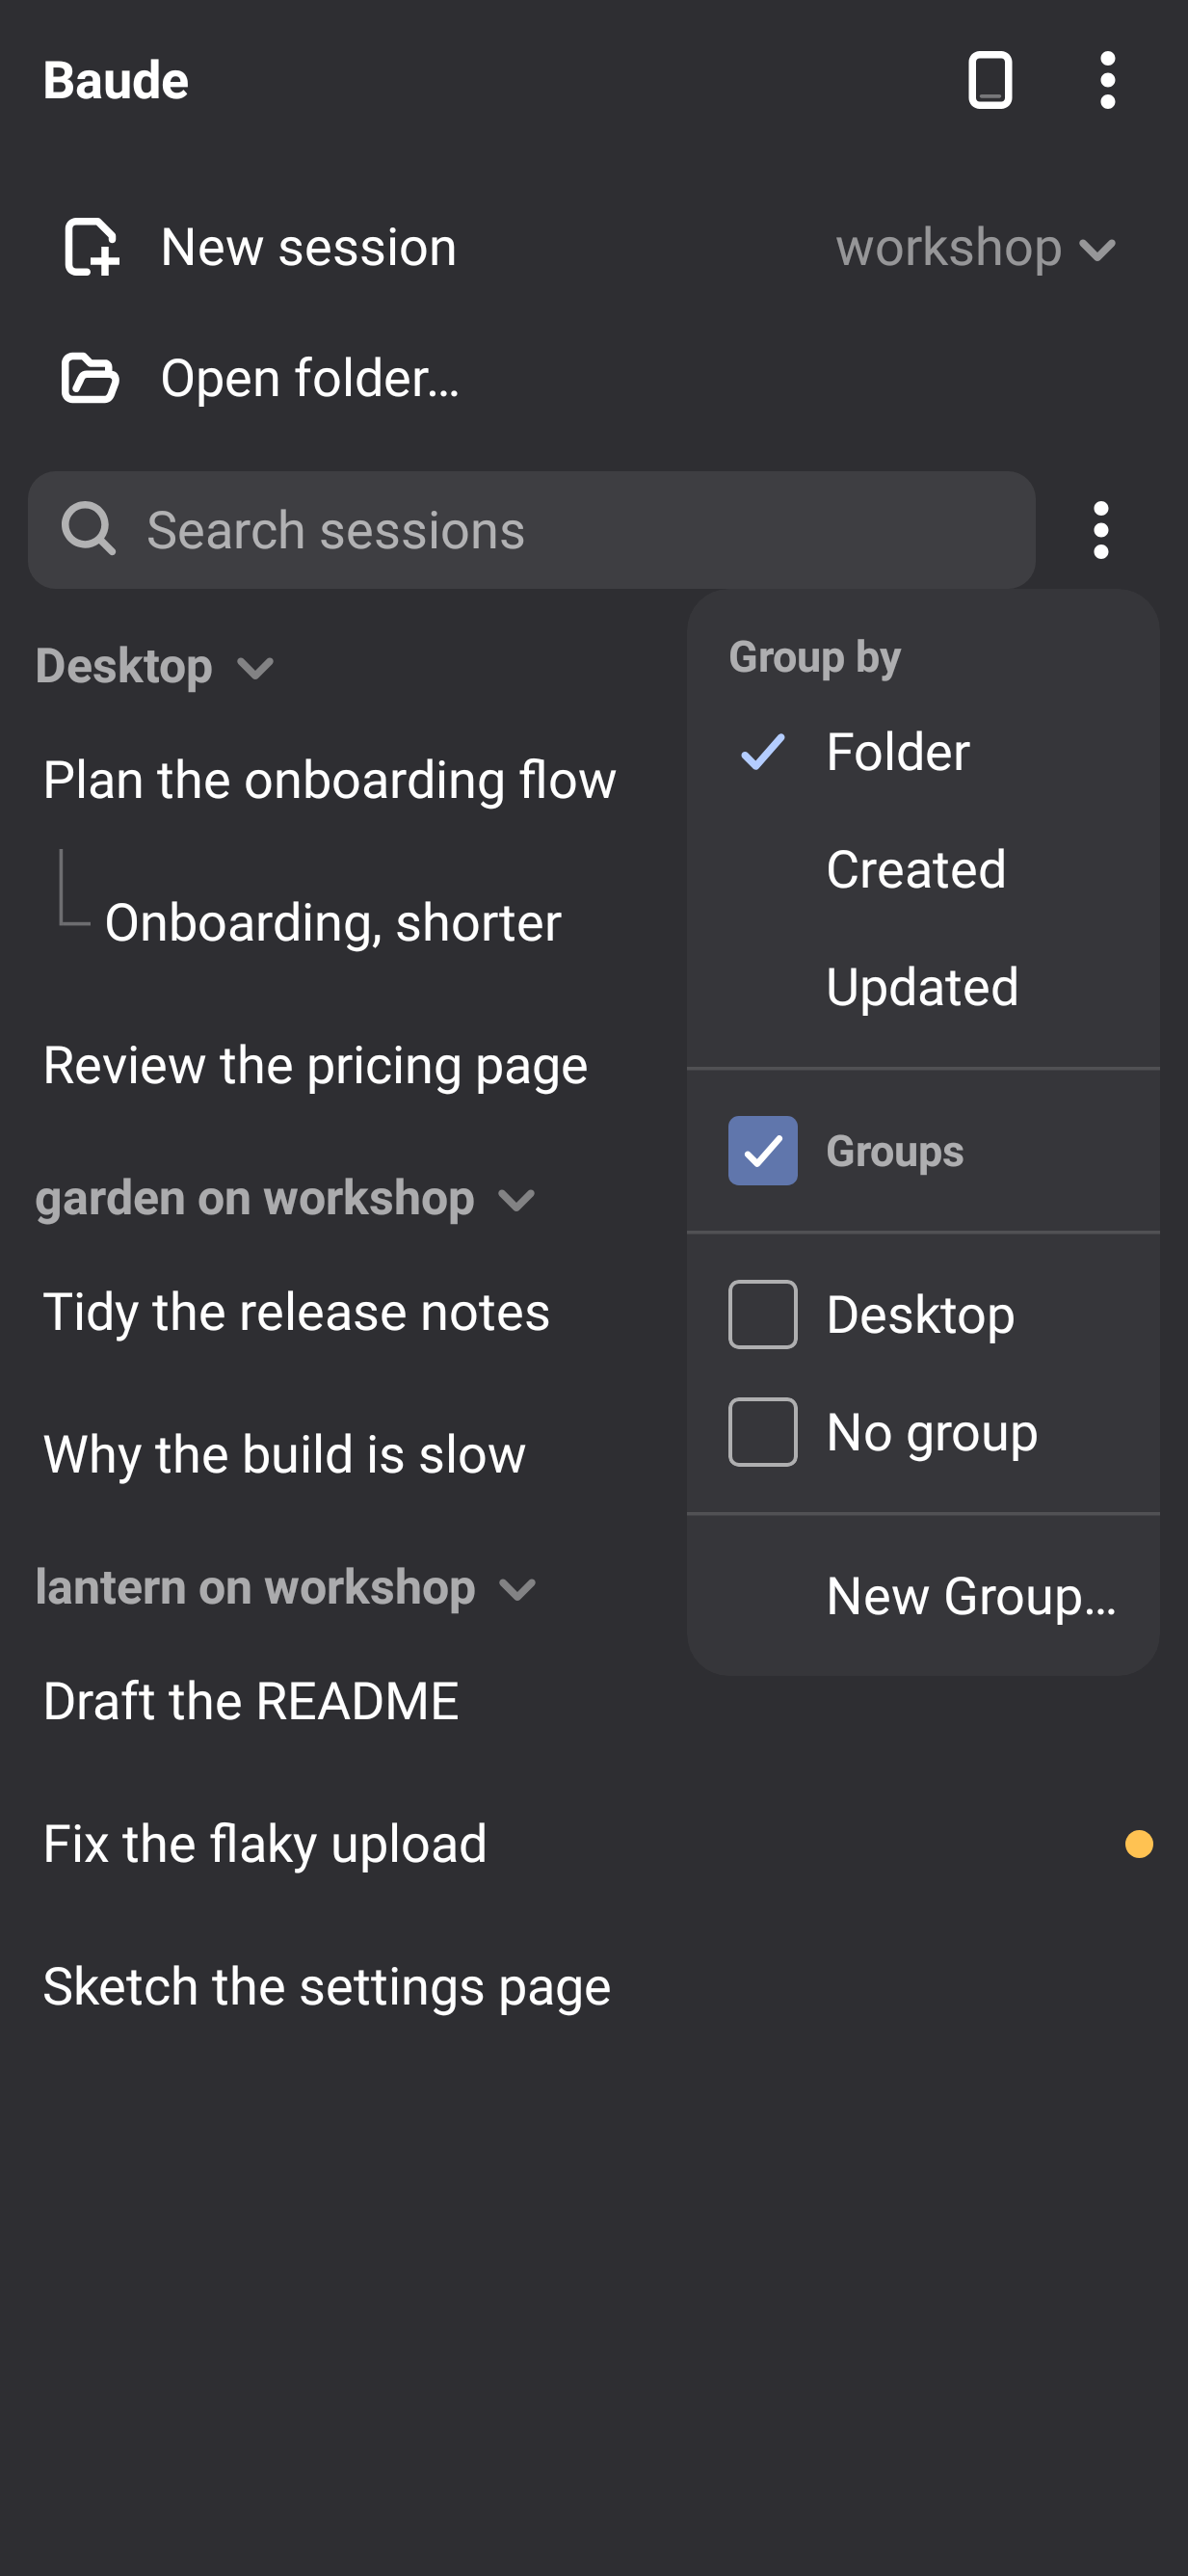 Baude
New session
workshop
Open folder…
Search sessions
Desktop
Plan the onboarding flow
Onboarding, shorter
Review the pricing page
garden on workshop
Tidy the release notes
Why the build is slow
lantern on workshop
Draft the README
Fix the flaky upload
Sketch the settings page
Group by
Folder
Created
Updated
Groups
Desktop
No group
New Group…